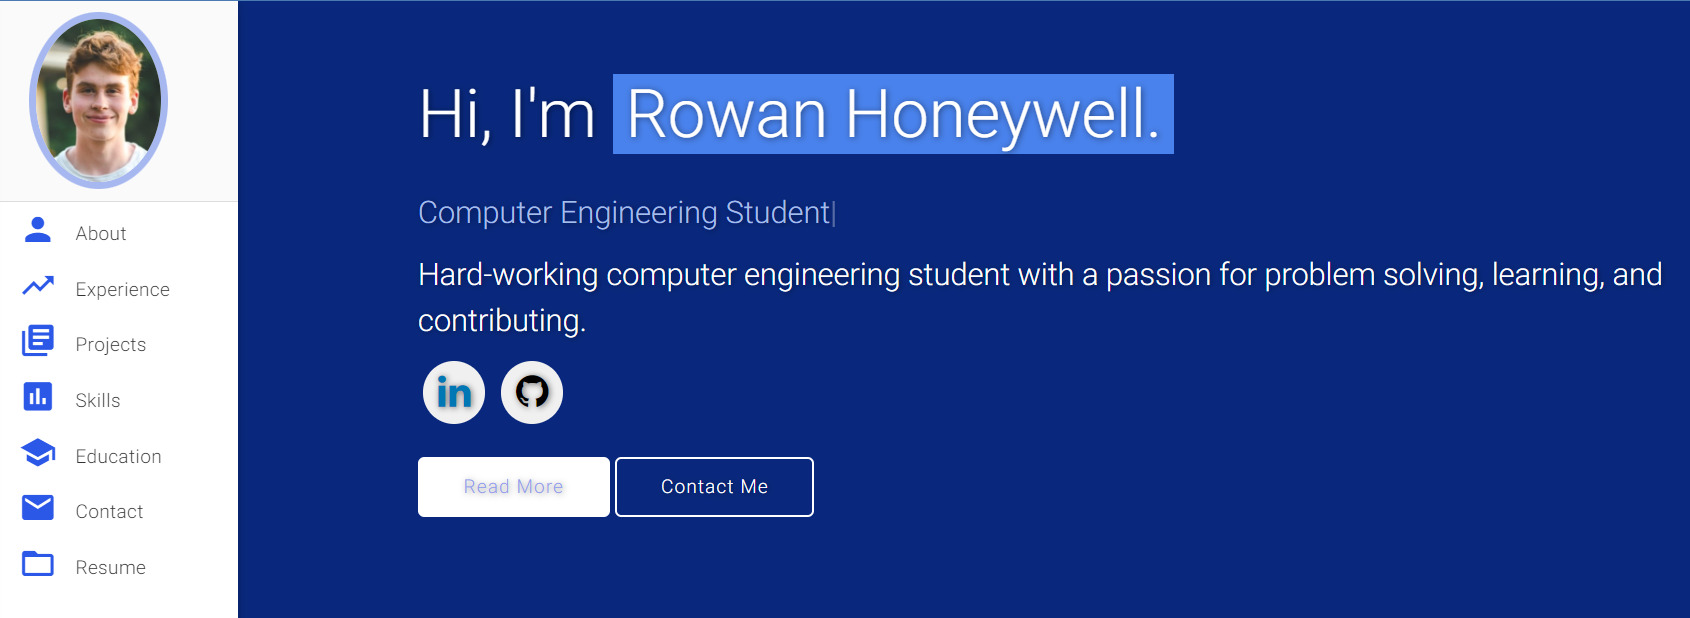 About
Experience
Projects
Skills
Education
Contact
Resume
Hi, I'm Rowan Honeywell.
Computer Engineering Student|
Hard-working computer engineering student with a passion for problem solving, learning, and
contributing.
in
Read More
Contact Me